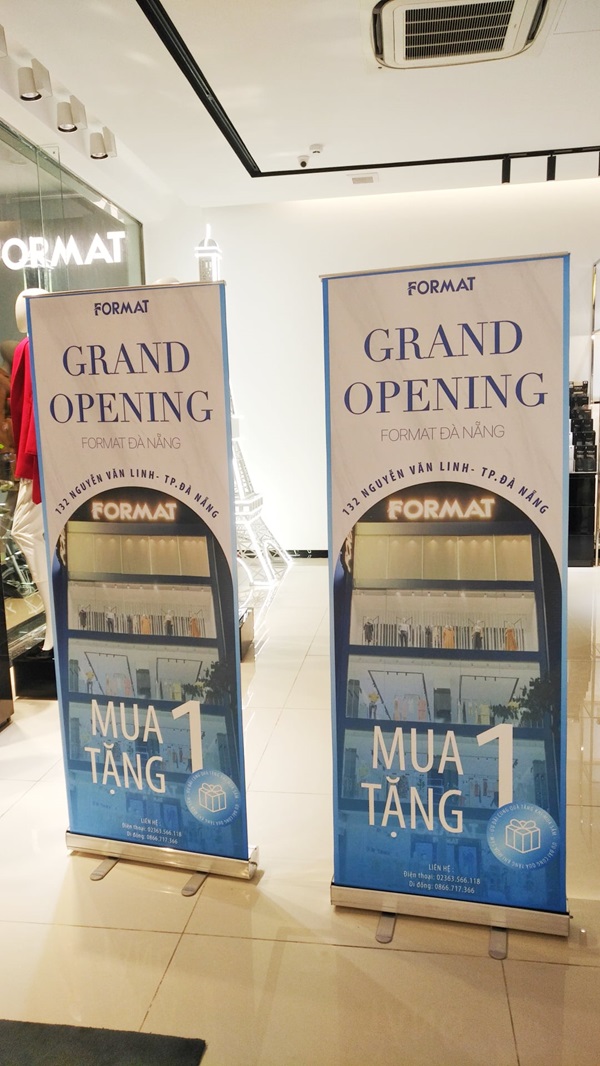 FORMAT
FORMAT
GRAND
OPENING
FORMAT ĐÀ NẴNG
132 NGUYỄN VĂN LINH- TP.ĐÀ NẴNG
FORMAT
MUA 1
TẶNG
LIÊN HỆ
Điện thoại: 02363.566.118
Di động: 0866.717.366
FORMAT
GRAND
OPENING
FORMAT ĐÀ NẴNG
132 NGUYỄN VĂN LINH- TP.ĐÀ NẴNG
FORMAT
MUA 1
TẶNG
LIÊN HỆ
Điện thoại: 02363.566.118
Di động: 0866.717.366